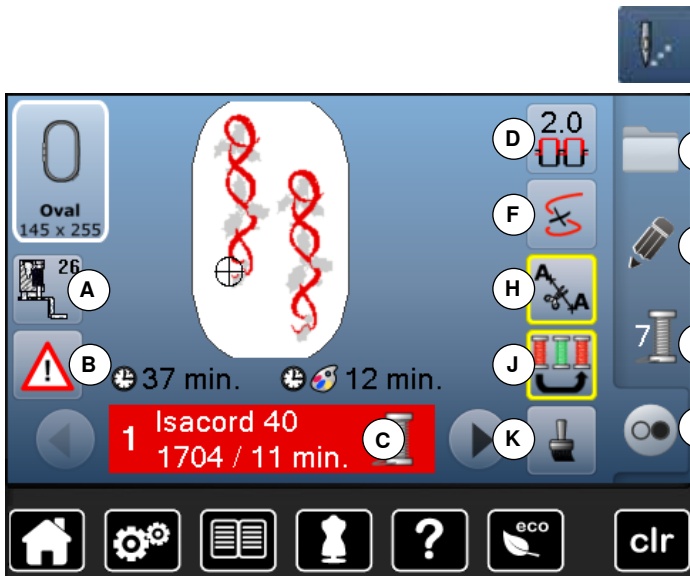 D 2.0
Oval
145 x 255
F
26
A
H
B
J
7
37 min.
12 min.
1 Isacord 40
1704 / 11 min.
C
K
eco
?
clr